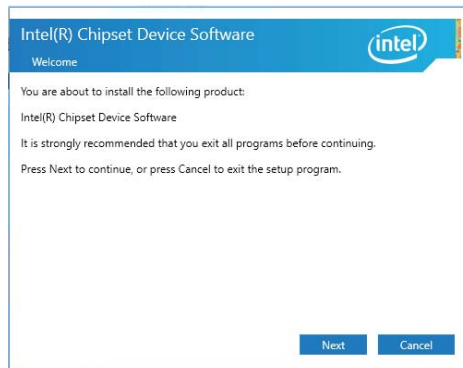 Intel(R) Chipset Device Software
intel
Welcome
You are about to install the following product:
Intel(R) Chipset Device Software
It is strongly recommended that you exit all programs before continuing.
Press Next to continue, or press Cancel to exit the setup program.
Next Cancel